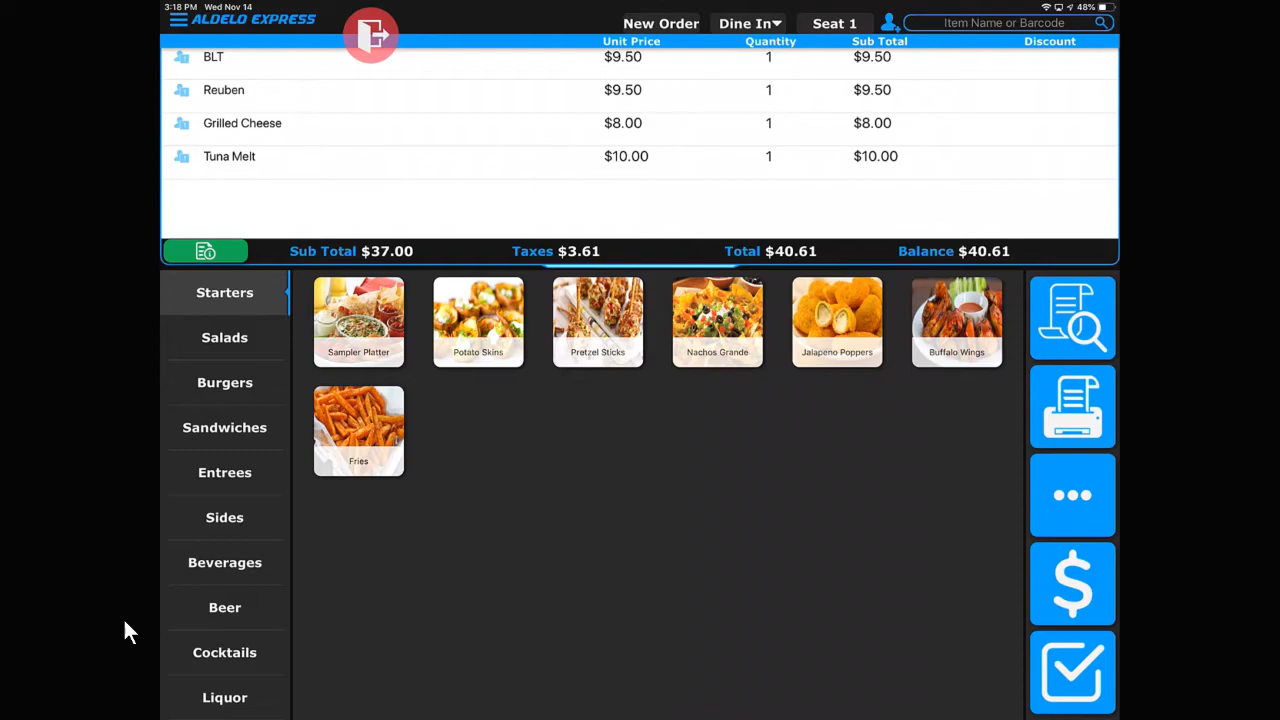 3:18 PM Wed Nov 14 48%
ALDELO EXPRESS New Order Dine In Seat 1 Item Name or Barcode
Unit Price Quantity Sub Total Discount
BLT $9.50 1 $9.50
Reuben $9.50 1 $9.50
Grilled Cheese $8.00 1 $8.00
Tuna Melt $10.00 1 $10.00
Sub Total $37.00 Taxes $3.61 Total $40.61 Balance $40.61
Starters
Salads
Burgers
Sandwiches
Entrees
Sides
Beverages
Beer
Cocktails
Liquor
Sampler Platter Potato Skins Pretzel Sticks Nachos Grande Jalapeno Poppers Buffalo Wings
Fries